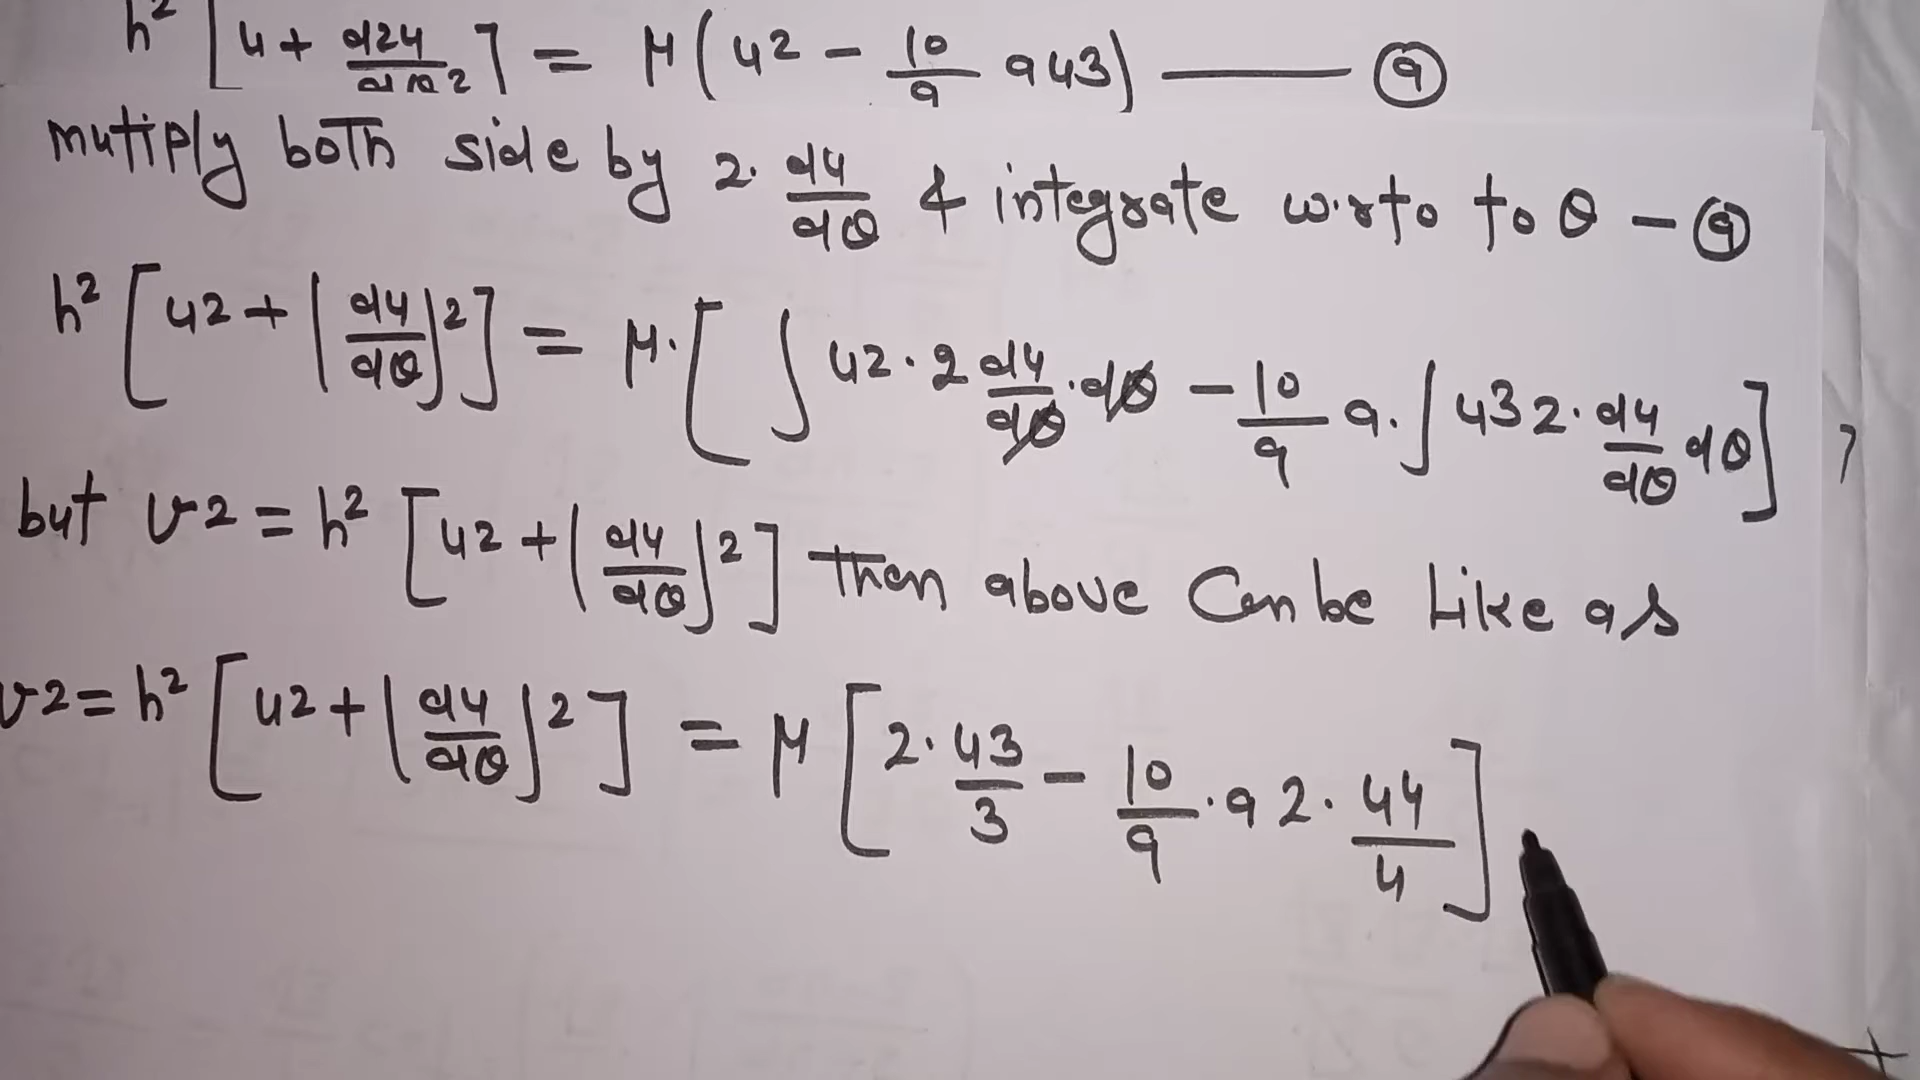 h² [u + d2u/dθ2] = μ(u2 − 10/9 au3) —— ⓐ
mutiply both side by 2. du/dθ & integrate w.r.to to θ — ⓐ
h² [u2 + (du/dθ)²] = μ. [∫ u2 . 2 du/dθ . dθ − 10/9 a. ∫ u3 2. du/dθ dθ] ,
but v2 = h² [u2 + (du/dθ)²] then above Can be Like as
v2 = h² [u2 + (du/dθ)²] = μ [2. u3/3 − 10/9 . a 2. u4/4]